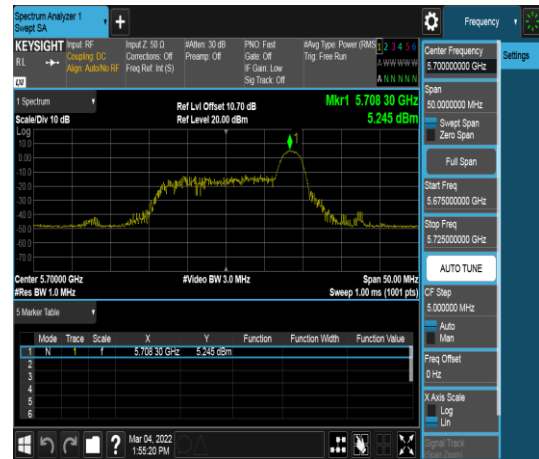 Spectrum Analyzer 1
Swept SA
+
Frequency
KEYSIGHT
RL
LXI
Input: RF
Coupling: DC
Align: Auto/No RF
Input Z: 50 Ω
Corrections: Off
Freq Ref: Int (S)
#Atten: 30 dB
Preamp: Off
PNO: Fast
Gate: Off
IF Gain: Low
Sig Track: Off
#Avg Type: Power (RMS)
Trig: Free Run
1 2 3 4 5 6
A WW WW W
A N N N N N
Settings
1 Spectrum
Scale/Div 10 dB
Ref Lvl Offset 10.70 dB
Ref Level 20.00 dBm
Mkr1 5.708 30 GHz
5.245 dBm
Log
10.0
0.00
-10.0
-20.0
-30.0
-40.0
-50.0
-60.0
-70.0
1
Center 5.70000 GHz
#Res BW 1.0 MHz
#Video BW 3.0 MHz
Span 50.00 MHz
Sweep 1.00 ms (1001 pts)
5 Marker Table
Mode Trace Scale X Y Function Function Width Function Value
1 N 1 f 5.708 30 GHz 5.245 dBm
2
3
4
5
6
Center Frequency
5.700000000 GHz
Span
50.0000000 MHz
Swept Span
Zero Span
Full Span
Start Freq
5.675000000 GHz
Stop Freq
5.725000000 GHz
AUTO TUNE
CF Step
5.000000 MHz
Auto
Man
Freq Offset
0 Hz
X Axis Scale
Log
Lin
Signal Track
(Span Zoom)
?
Mar 04, 2022
1:55:20 PM